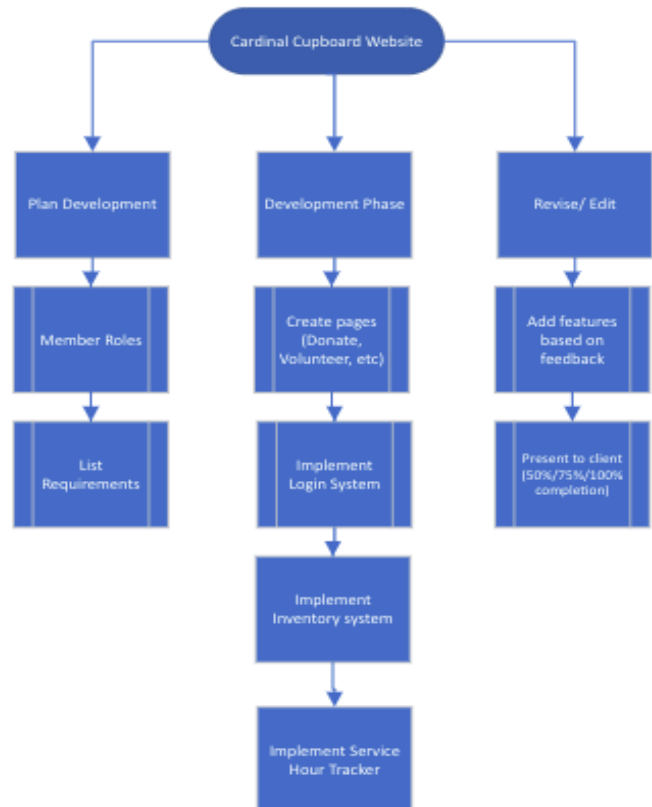 Cardinal Cupboard Website
Plan Development
Development Phase
Revise/ Edit
Member Roles
Create pages
(Donate,
Volunteer, etc)
Add features
based on
feedback
List
Requirements
Implement
Login System
Present to client
(50%/75%/100%
completion)
Implement
Inventory system
Implement Service
Hour Tracker